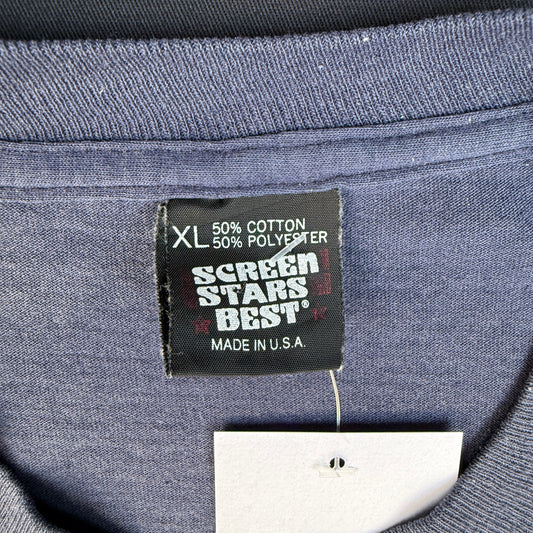 XL 50% COTTON
50% POLYESTER
SCREEN
STARS
BEST®
MADE IN U.S.A.